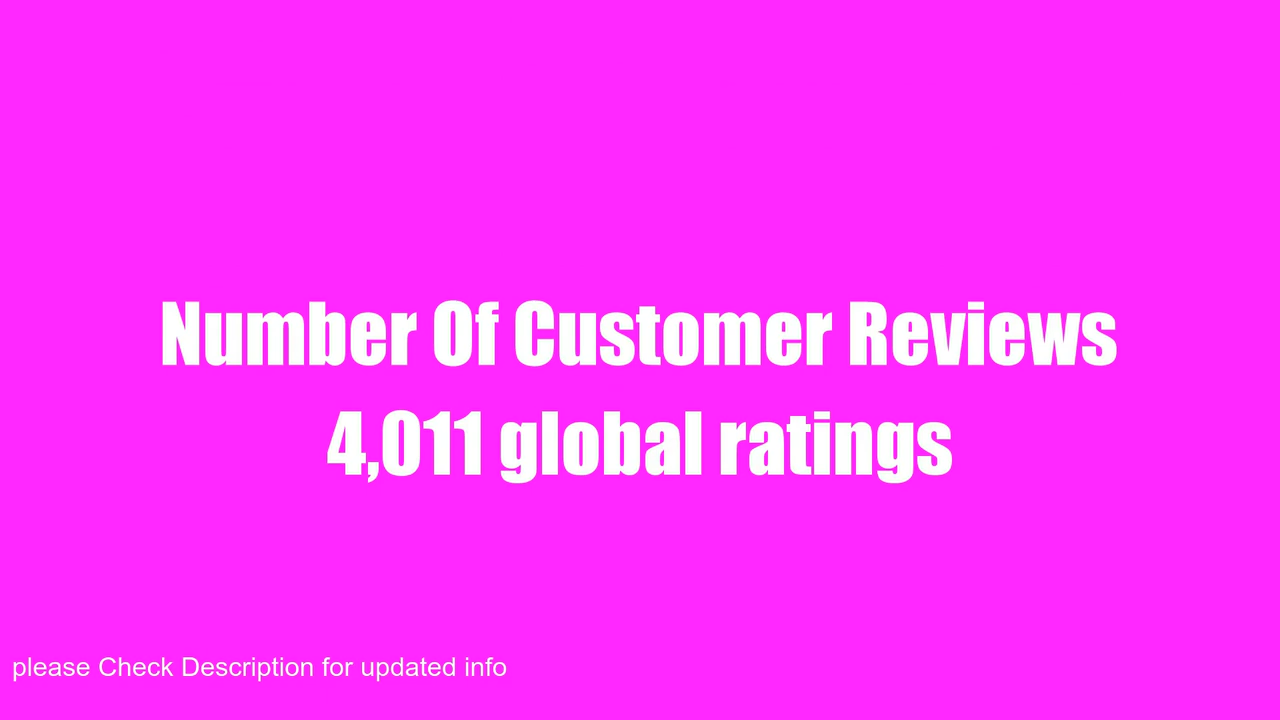 Number Of Customer Reviews
4,011 global ratings
please Check Description for updated info